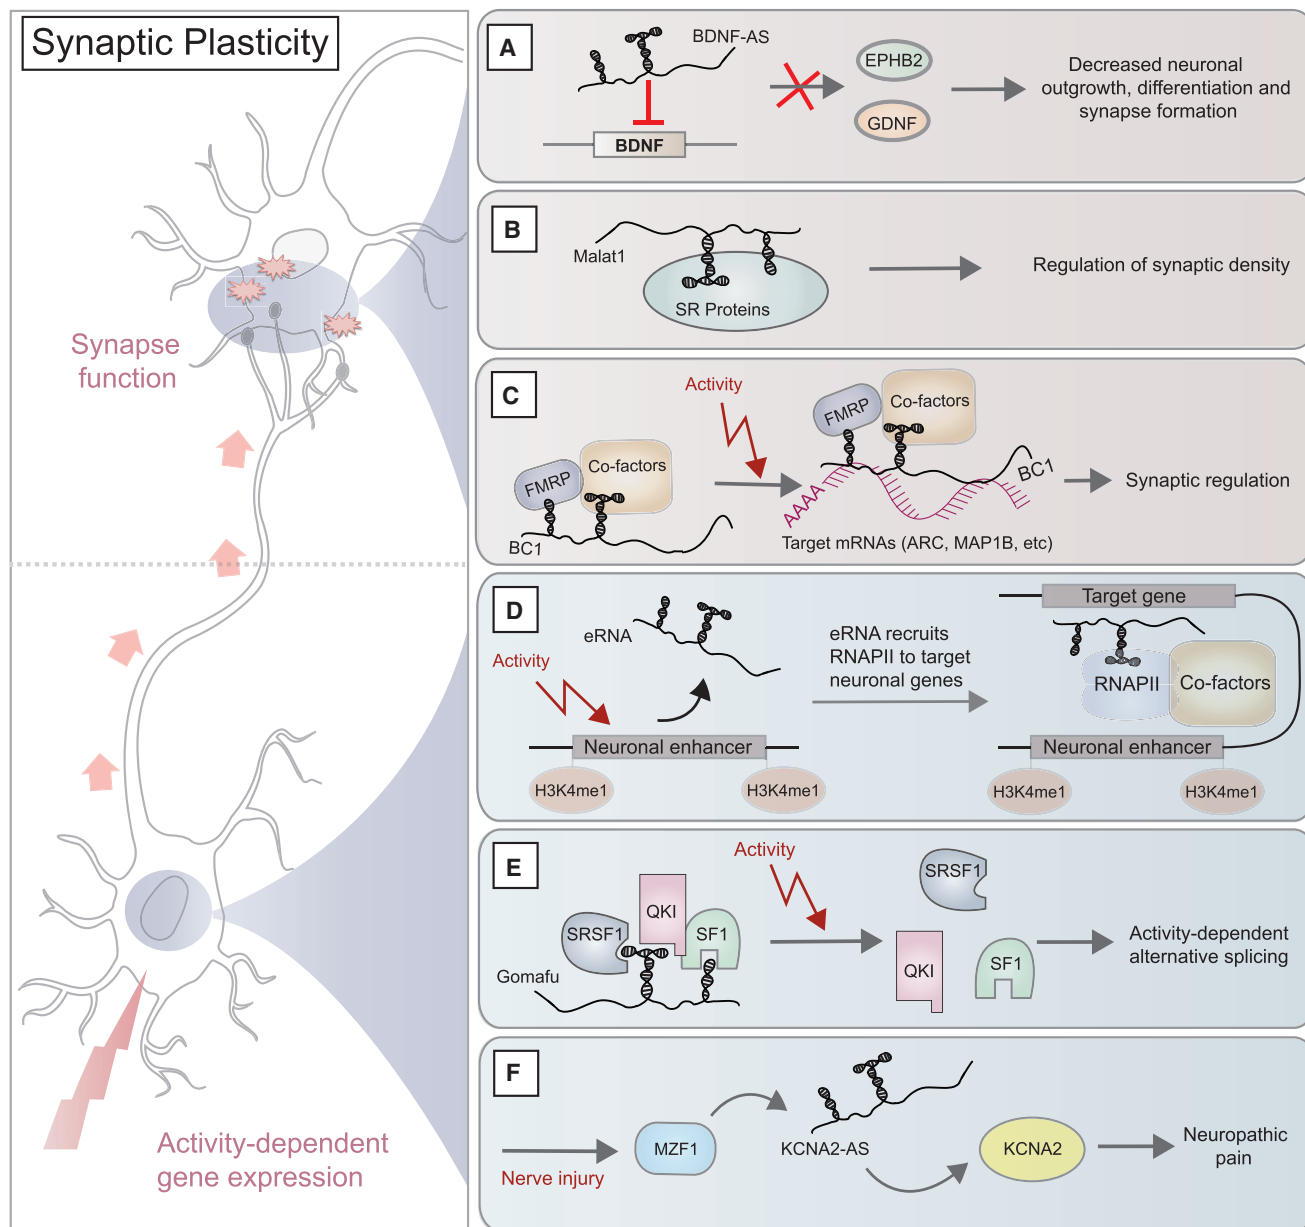 Synaptic Plasticity
Synapse
function
Activity-dependent
gene expression
A
BDNF-AS
BDNF
EPHB2
GDNF
Decreased neuronal
outgrowth, differentiation and
synapse formation
B
Malat1
SR Proteins
Regulation of synaptic density
C
FMRP
Co-factors
BC1
Activity
FMRP
Co-factors
BC1
AAAA
Target mRNAs (ARC, MAP1B, etc)
Synaptic regulation
D
eRNA
Activity
Neuronal enhancer
H3K4me1
H3K4me1
eRNA recruits
RNAPII to target
neuronal genes
Target gene
RNAPII
Co-factors
Neuronal enhancer
H3K4me1
H3K4me1
E
SRSF1
QKI
SF1
Gomafu
Activity
SRSF1
QKI
SF1
Activity-dependent
alternative splicing
F
Nerve injury
MZF1
KCNA2-AS
KCNA2
Neuropathic
pain